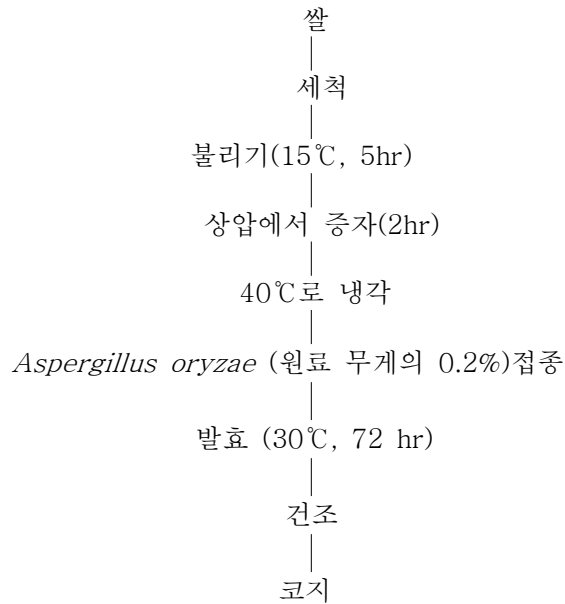 쌀
세척
불리기(15℃, 5hr)
상압에서 증자(2hr)
40℃로 냉각
Aspergillus oryzae (원료 무게의 0.2%)접종
발효 (30℃, 72 hr)
건조
코지